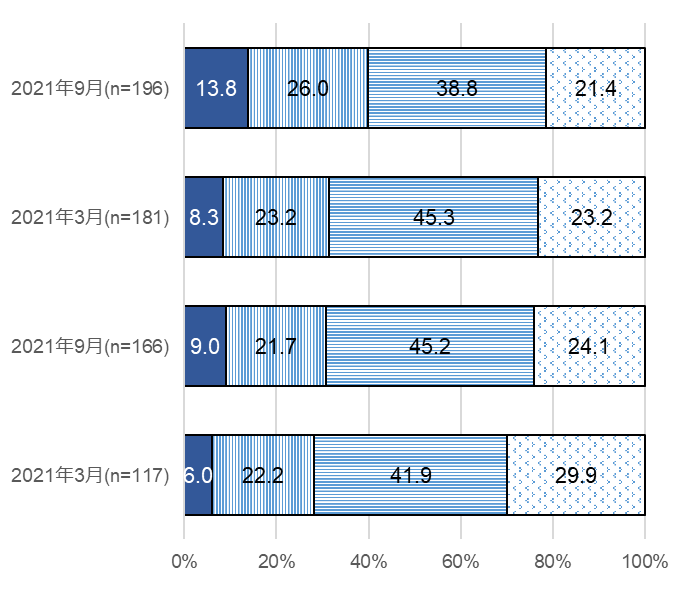 2021年9月(n=196) 13.8 26.0 38.8 21.4
2021年3月(n=181) 8.3 23.2 45.3 23.2
2021年9月(n=166) 9.0 21.7 45.2 24.1
2021年3月(n=117) 6.0 22.2 41.9 29.9
0% 20% 40% 60% 80% 100%